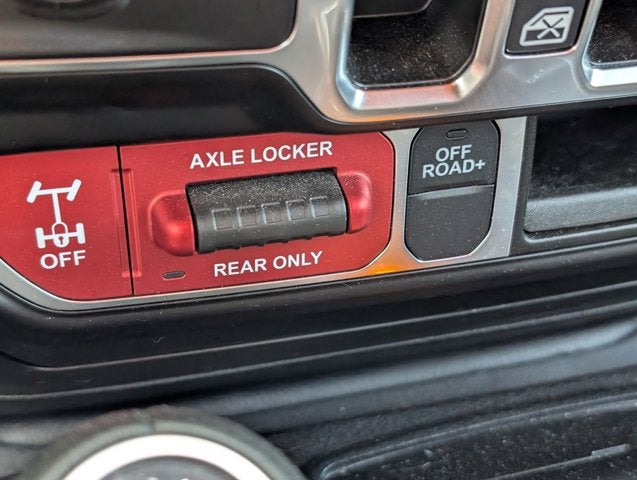 AXLE LOCKER
OFF
REAR ONLY
OFF
ROAD+